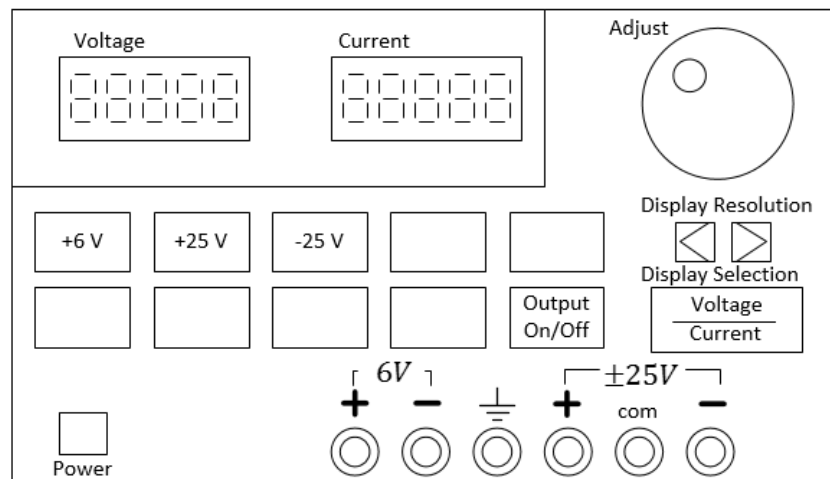 Voltage
Current
Adjust
Display Resolution
+6 V
+25 V
-25 V
Display Selection
Output
On/Off
Voltage
Current
6V
±25V
+
-
+
com
-
Power